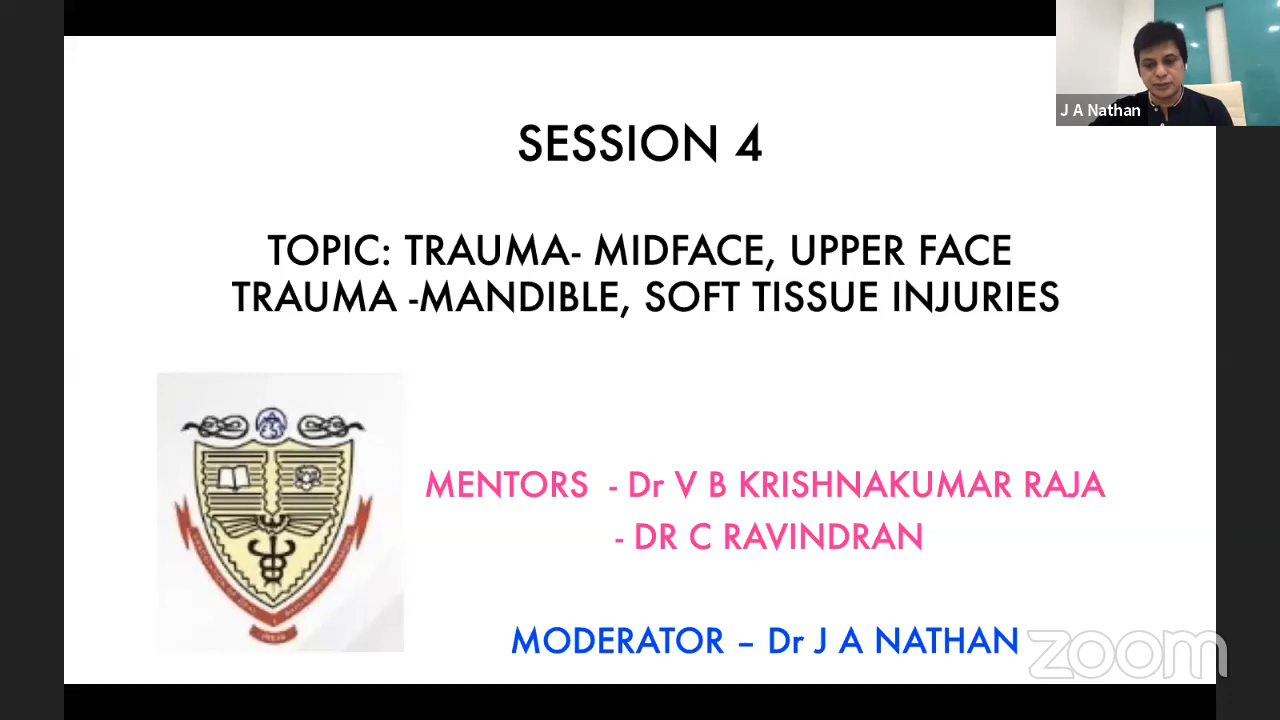 J A Nathan
SESSION 4
TOPIC: TRAUMA- MIDFACE, UPPER FACE
TRAUMA -MANDIBLE, SOFT TISSUE INJURIES
MENTORS - Dr V B KRISHNAKUMAR RAJA
- DR C RAVINDRAN
MODERATOR – Dr J A NATHAN
zoom
INDIA